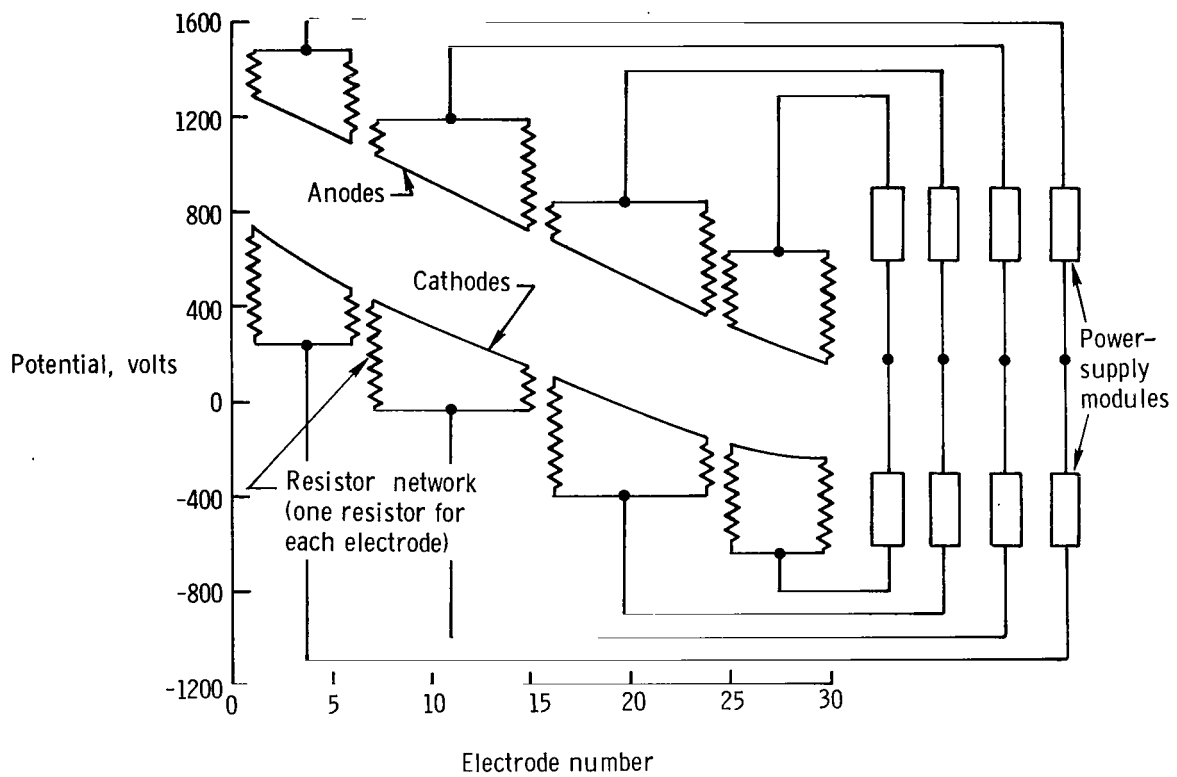 1600
1200
800
400
0
-400
-800
-1200
Potential, volts
Anodes
Cathodes
Resistor network
(one resistor for
each electrode)
Power-
supply
modules
0
5
10
15
20
25
30
Electrode number